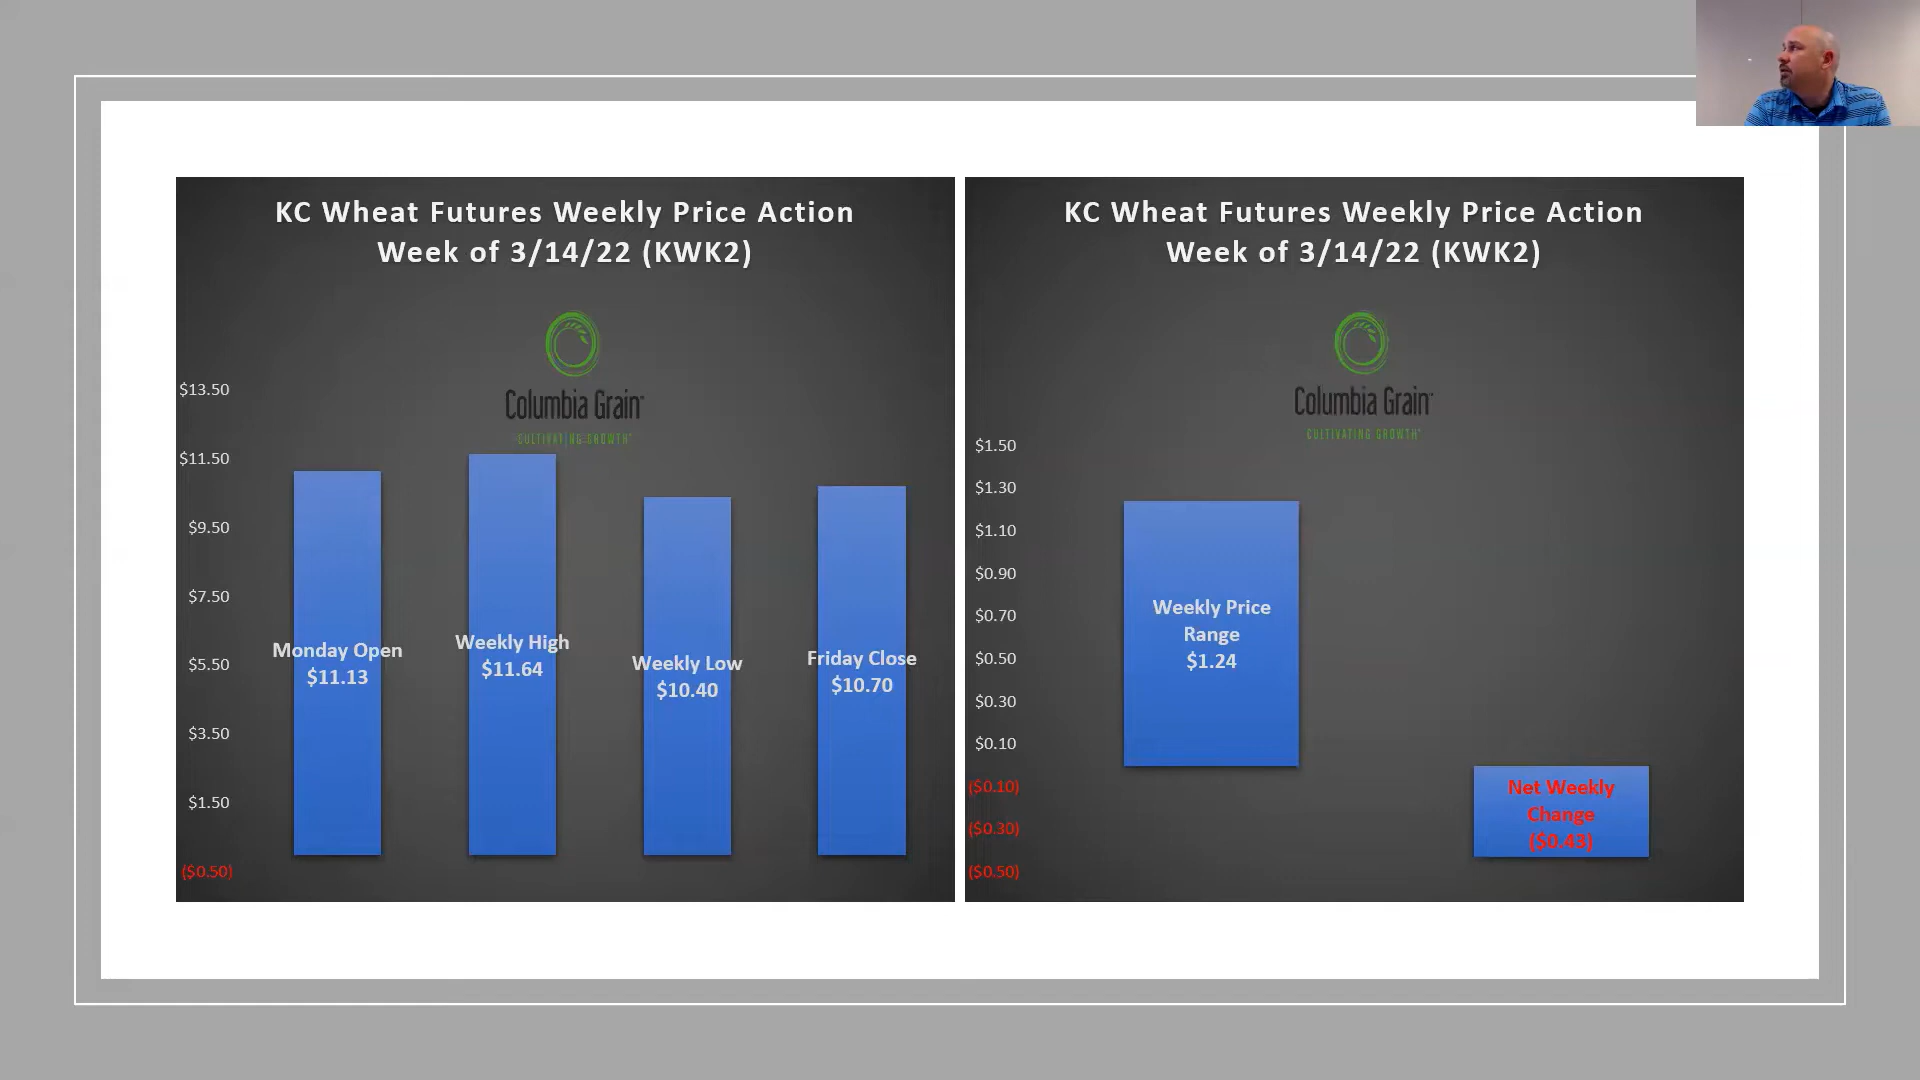 KC Wheat Futures Weekly Price Action
Week of 3/14/22 (KWK2)
Columbia Grain
CULTIVATING GROWTH
$13.50
$11.50
$9.50
$7.50
$5.50
$3.50
$1.50
($0.50)
Monday Open
$11.13
Weekly High
$11.64
Weekly Low
$10.40
Friday Close
$10.70
KC Wheat Futures Weekly Price Action
Week of 3/14/22 (KWK2)
Columbia Grain
CULTIVATING GROWTH
$1.50
$1.30
$1.10
$0.90
$0.70
$0.50
$0.30
$0.10
($0.10)
($0.30)
($0.50)
Weekly Price
Range
$1.24
Net Weekly
Change
($0.43)